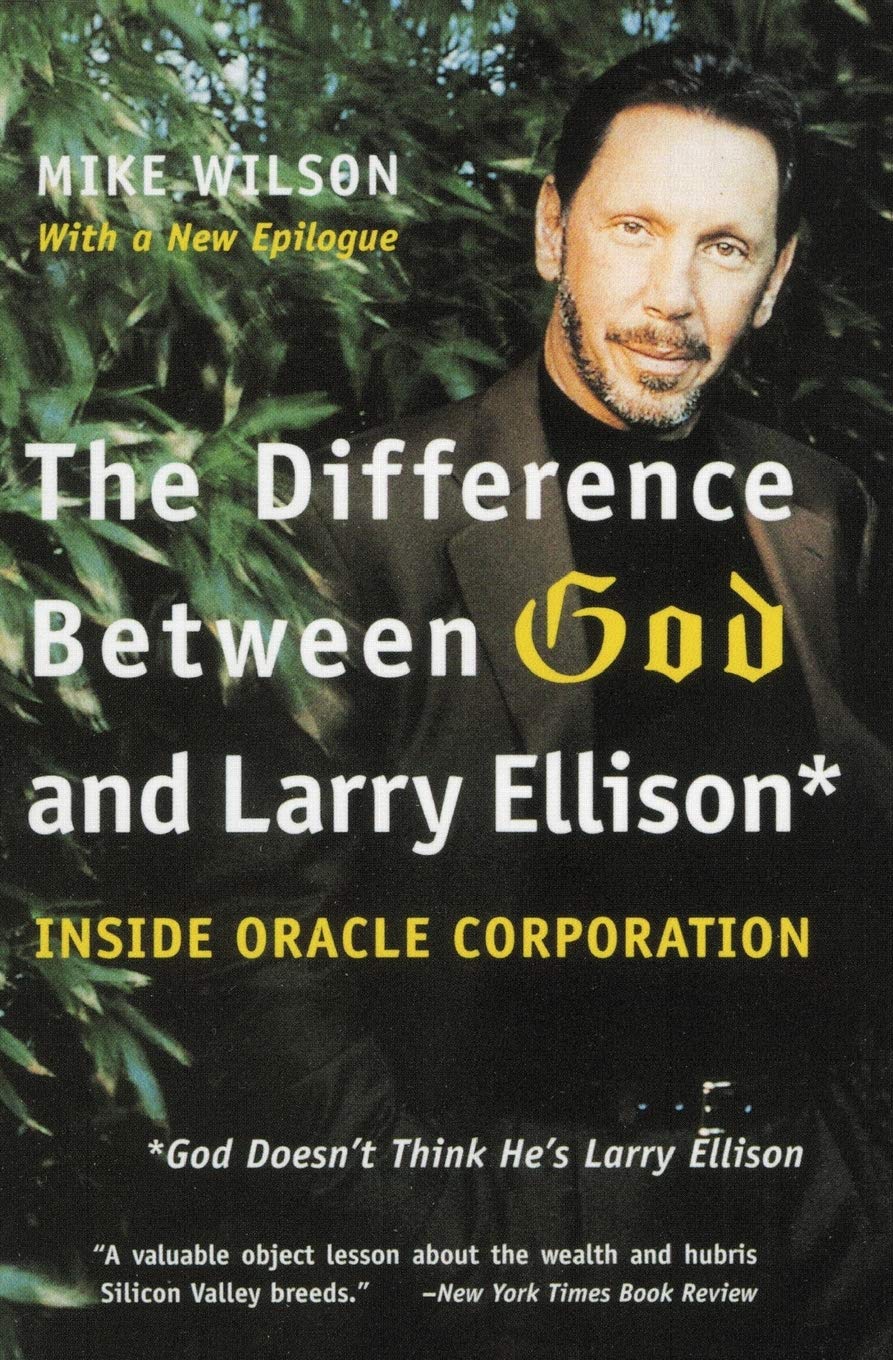 MIKE WILSON
With a New Epilogue
The Difference
Between God
and Larry Ellison*
INSIDE ORACLE CORPORATION
*God Doesn't Think He's Larry Ellison
"A valuable object lesson about the wealth and hubris
Silicon Valley breeds." –New York Times Book Review